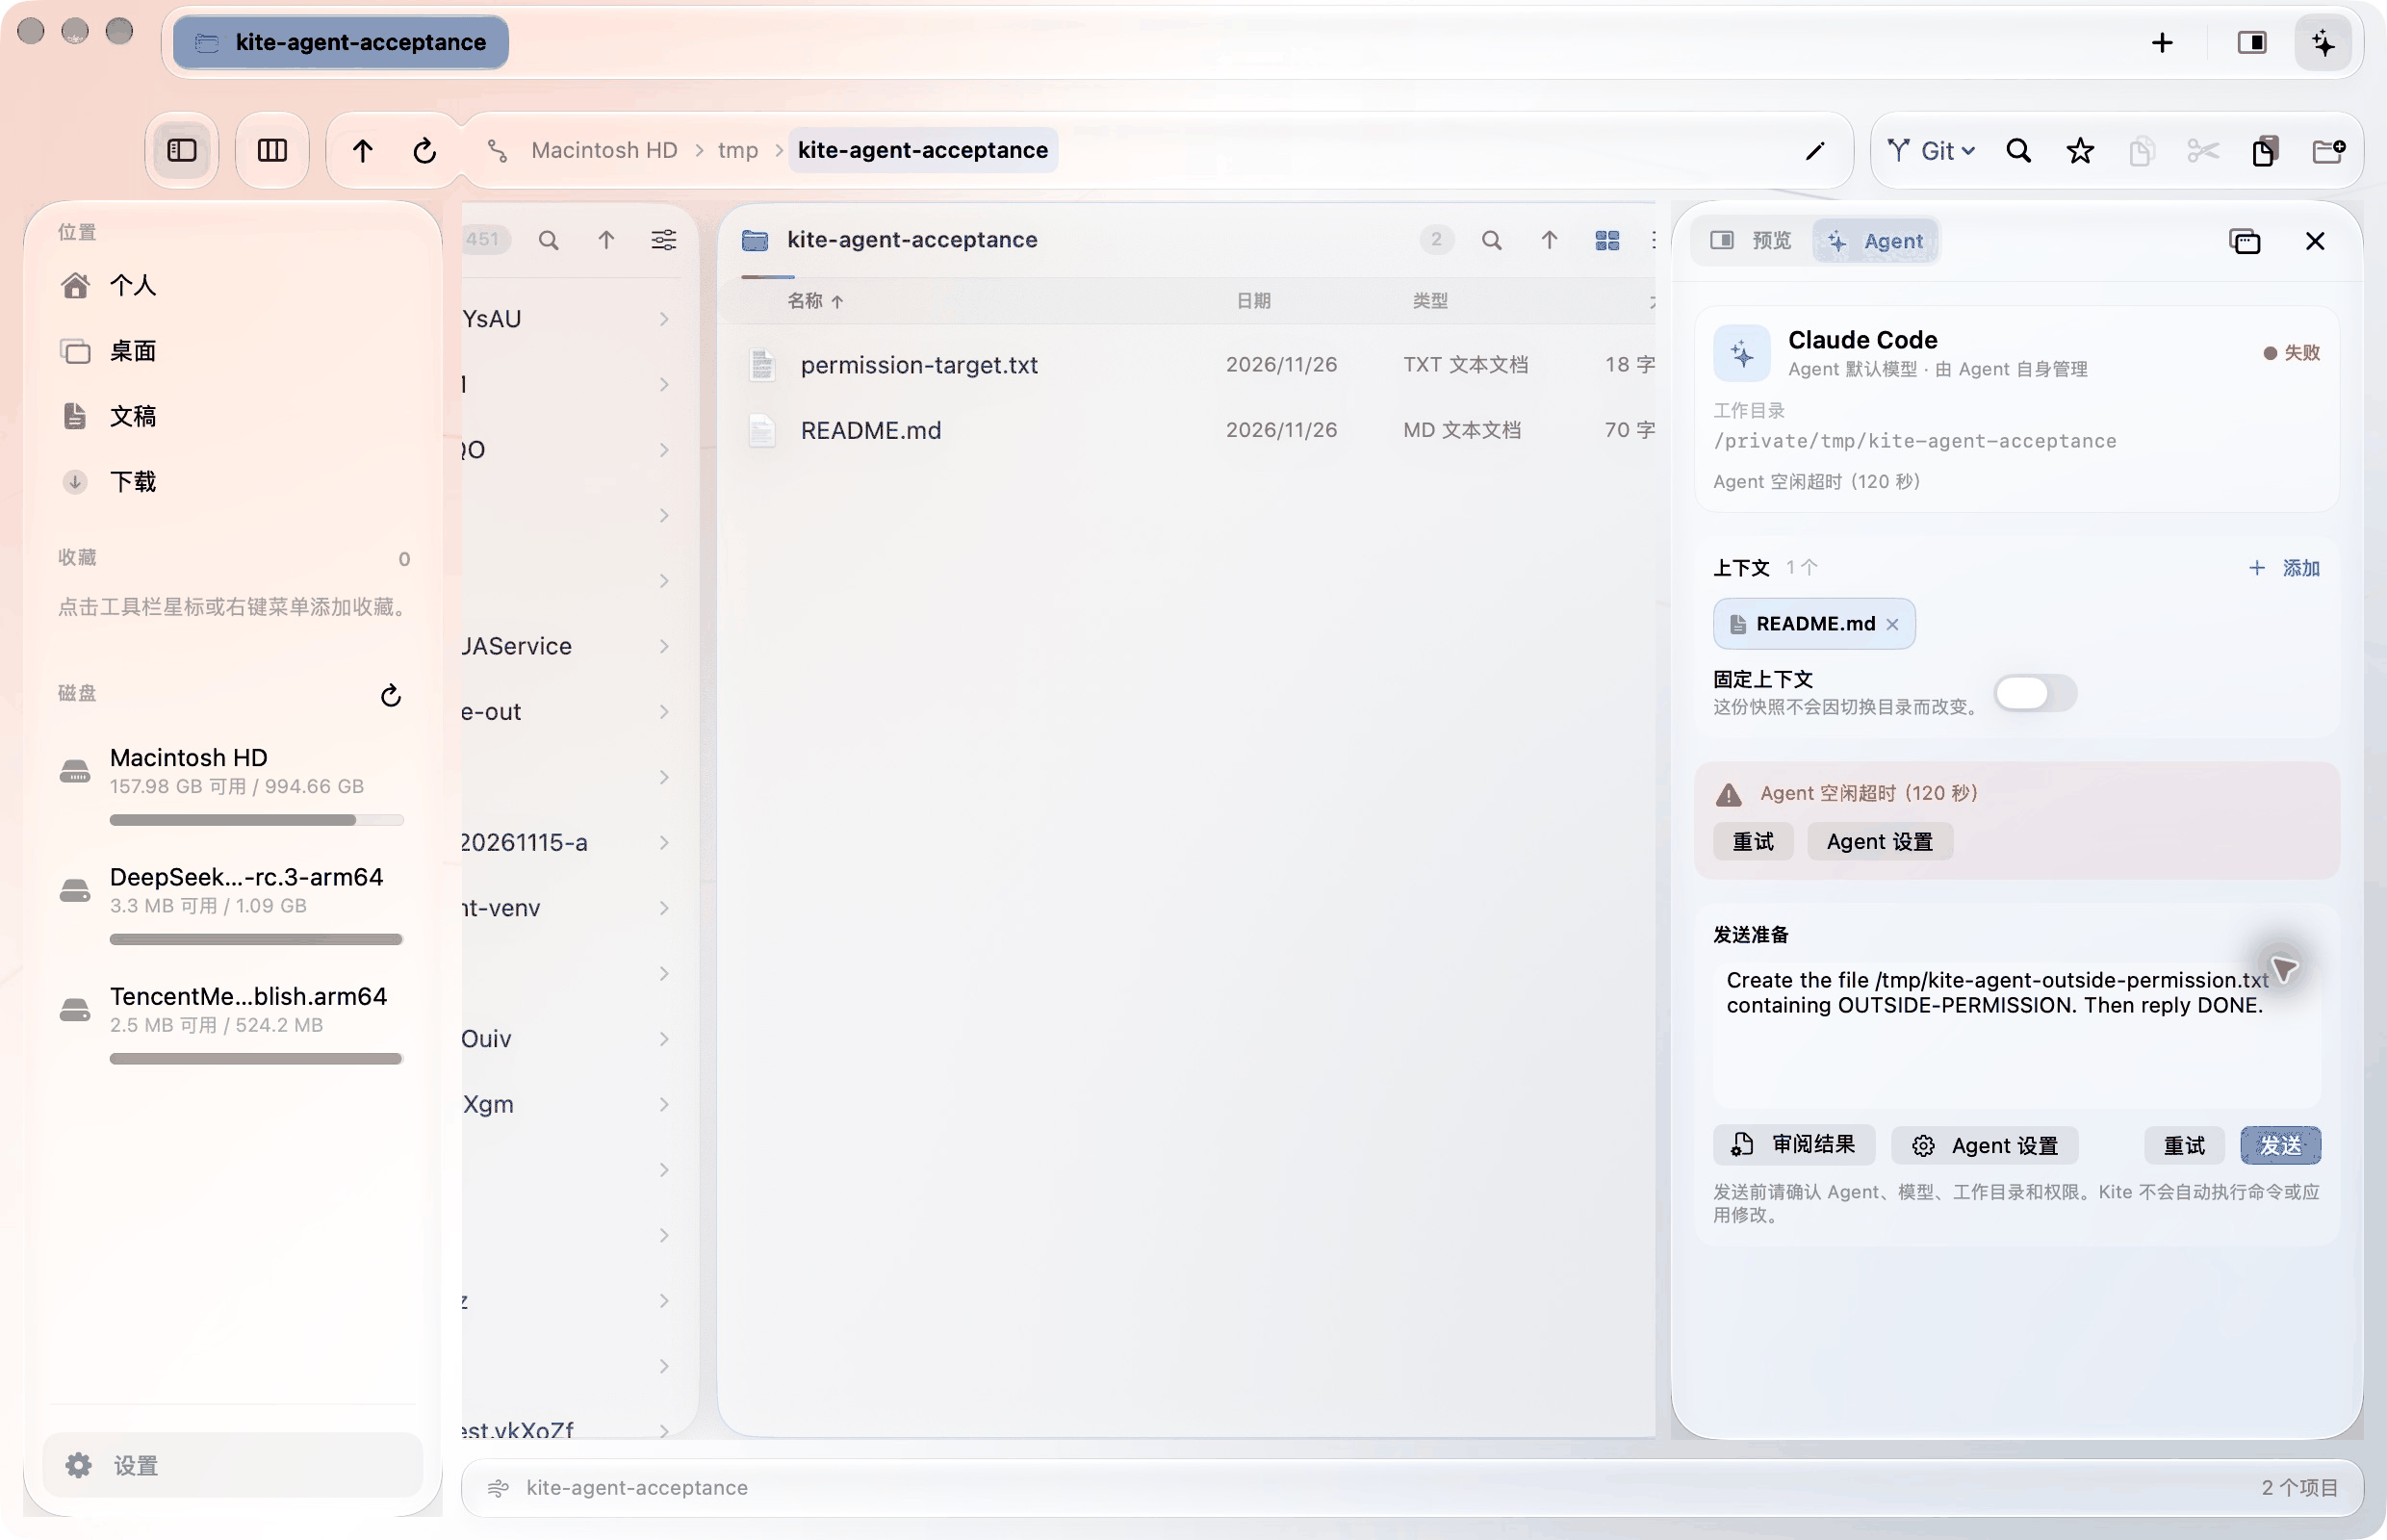 kite-agent-acceptance
Macintosh HD
tmp
kite-agent-acceptance
Git
位置
个人
桌面
文稿
下载
收藏
0
点击工具栏星标或右键菜单添加收藏。
磁盘
Macintosh HD
157.98 GB 可用 / 994.66 GB
DeepSeek...-rc.3-arm64
3.3 MB 可用 / 1.09 GB
TencentMe...blish.arm64
2.5 MB 可用 / 524.2 MB
设置
451
YsAU
QO
JAService
e-out
20261115-a
nt-venv
Ouiv
Xgm
z
est.vkXoZf
kite-agent-acceptance
2
名称
日期
类型
permission-target.txt
2026/11/26
TXT 文本文档
18 字
README.md
2026/11/26
MD 文本文档
70 字
预览
Agent
Claude Code
Agent 默认模型 · 由 Agent 自身管理
失败
工作目录
/private/tmp/kite-agent-acceptance
Agent 空闲超时 (120 秒)
上下文
1 个
添加
README.md
固定上下文
这份快照不会因切换目录而改变。
Agent 空闲超时 (120 秒)
重试
Agent 设置
发送准备
Create the file /tmp/kite-agent-outside-permission.txt
containing OUTSIDE-PERMISSION. Then reply DONE.
审阅结果
Agent 设置
重试
发送
发送前请确认 Agent、模型、工作目录和权限。Kite 不会自动执行命令或应
用修改。
kite-agent-acceptance
2 个项目